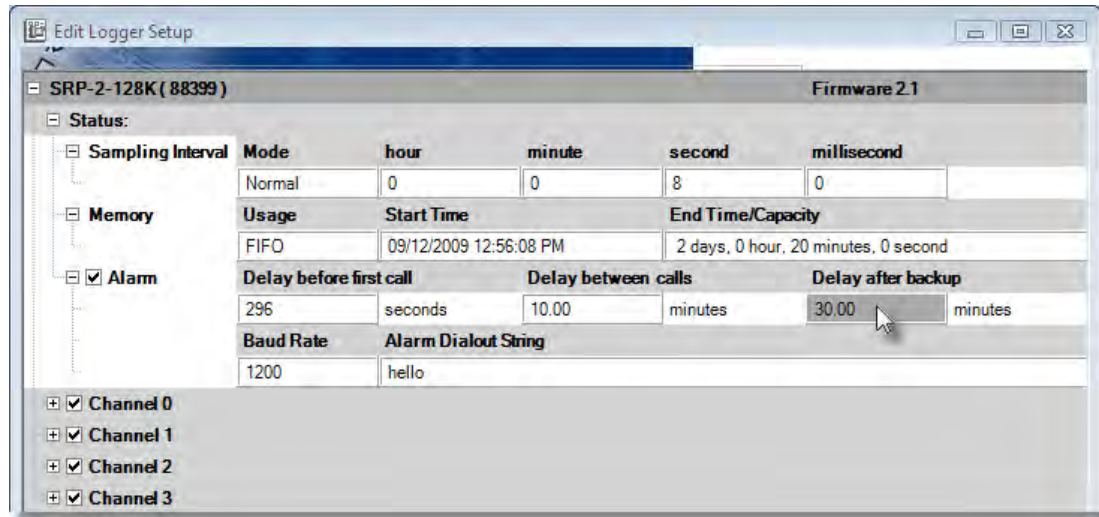 Edit Logger Setup
SRP-2-128K ( 88399 ) Firmware 2.1
Status:
Sampling Interval Mode hour minute second millisecond
Normal 0 0 8 0
Memory Usage Start Time End Time/Capacity
FIFO 09/12/2009 12:56:08 PM 2 days, 0 hour, 20 minutes, 0 second
Alarm Delay before first call Delay between calls Delay after backup
296 seconds 10.00 minutes 30.00 minutes
Baud Rate Alarm Dialout String
1200 hello
Channel 0
Channel 1
Channel 2
Channel 3